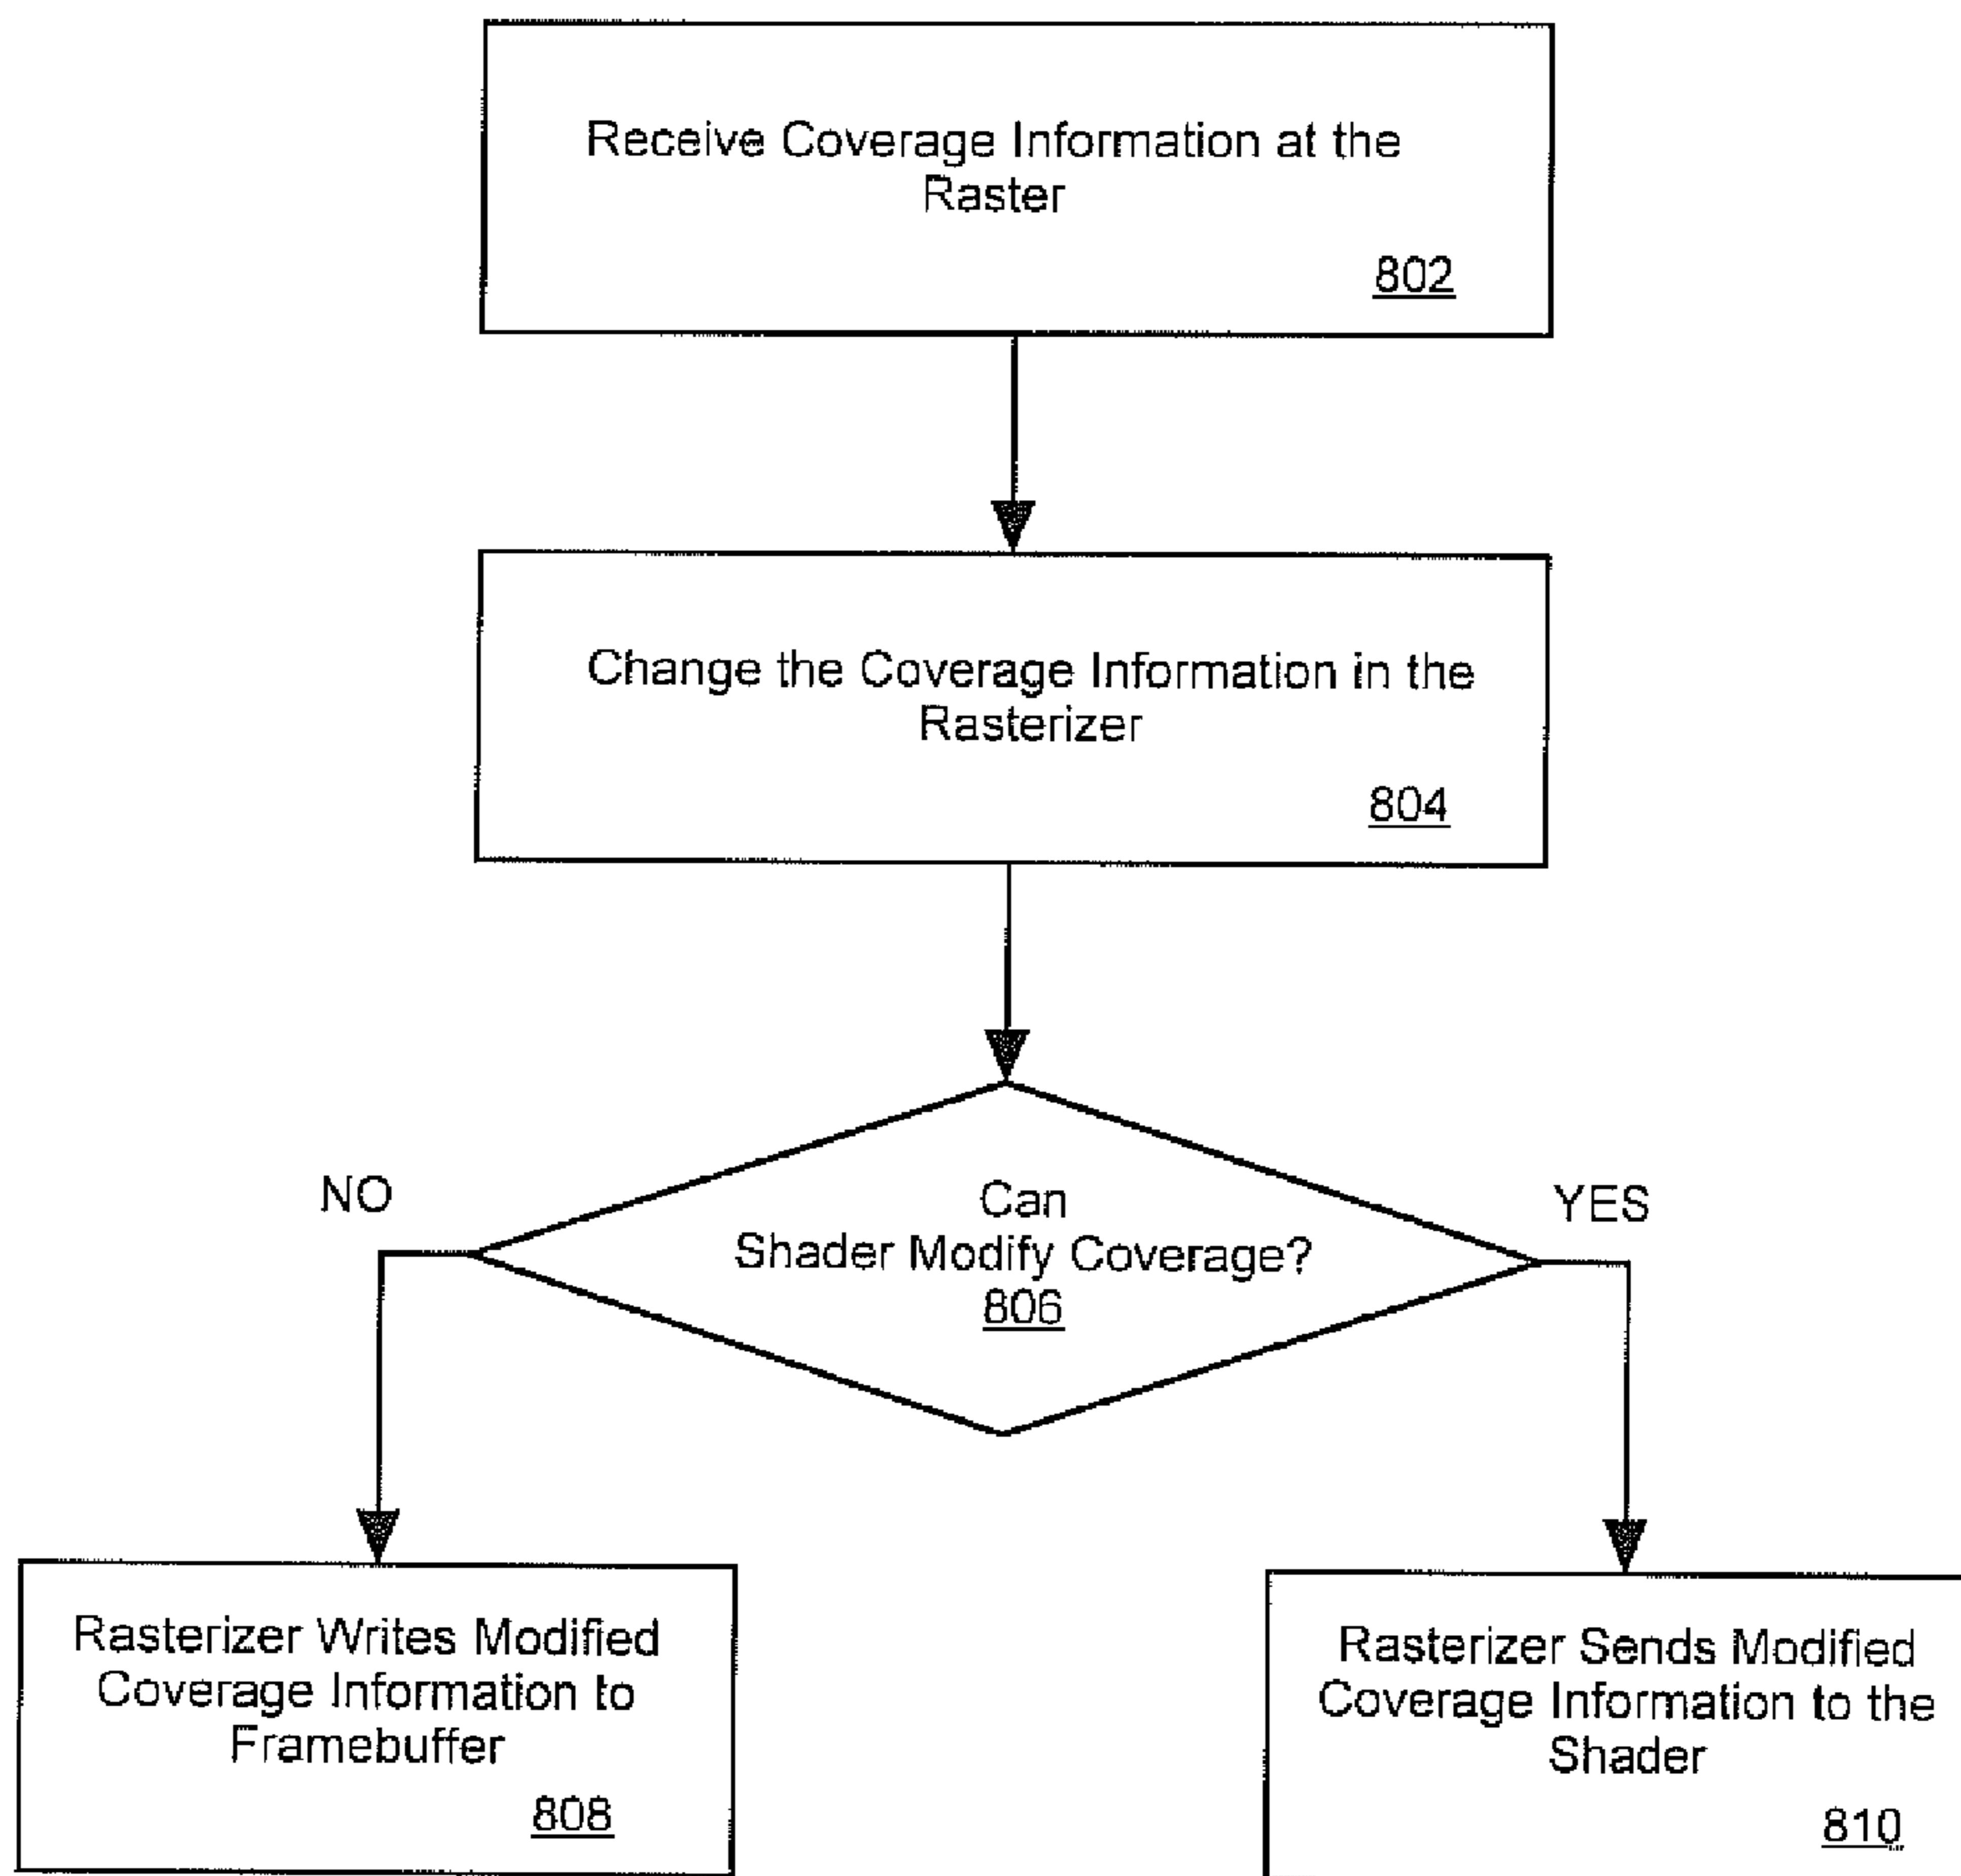 Receive Coverage Information at the
Raster
802
Change the Coverage Information in the
Rasterizer
804
NO
YES
Can
Shader Modify Coverage?
806
Rasterizer Writes Modified
Coverage Information to
Framebuffer
808
Rasterizer Sends Modified
Coverage Information to the
Shader
810